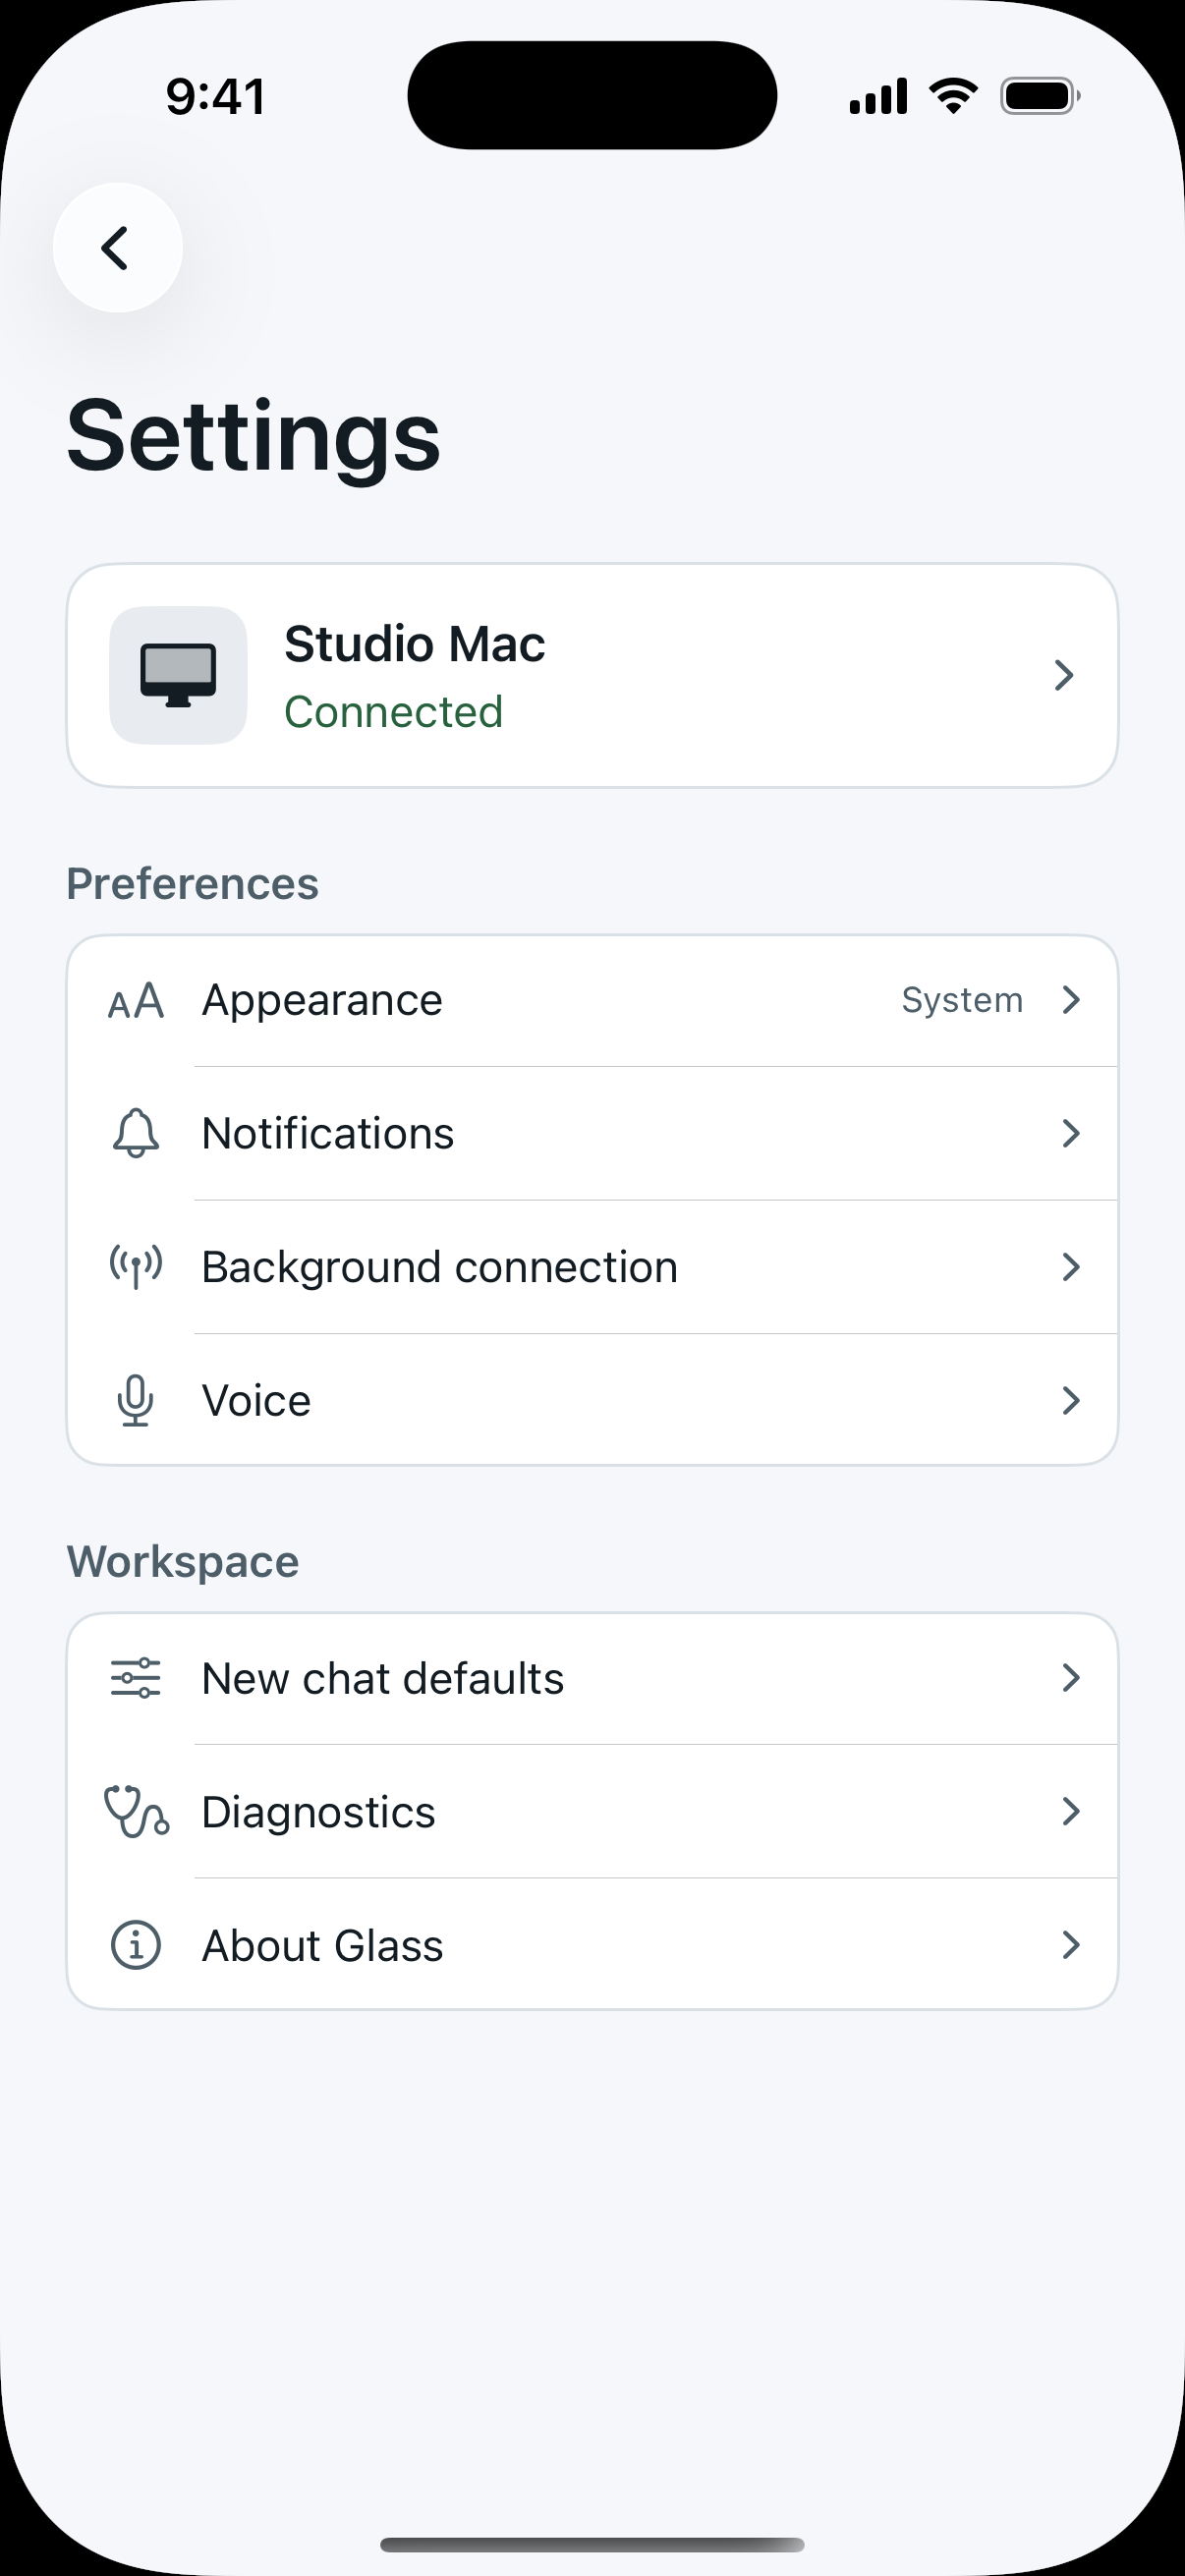 9:41
Settings
Studio Mac
Connected
Preferences
Appearance System
Notifications
Background connection
Voice
Workspace
New chat defaults
Diagnostics
About Glass